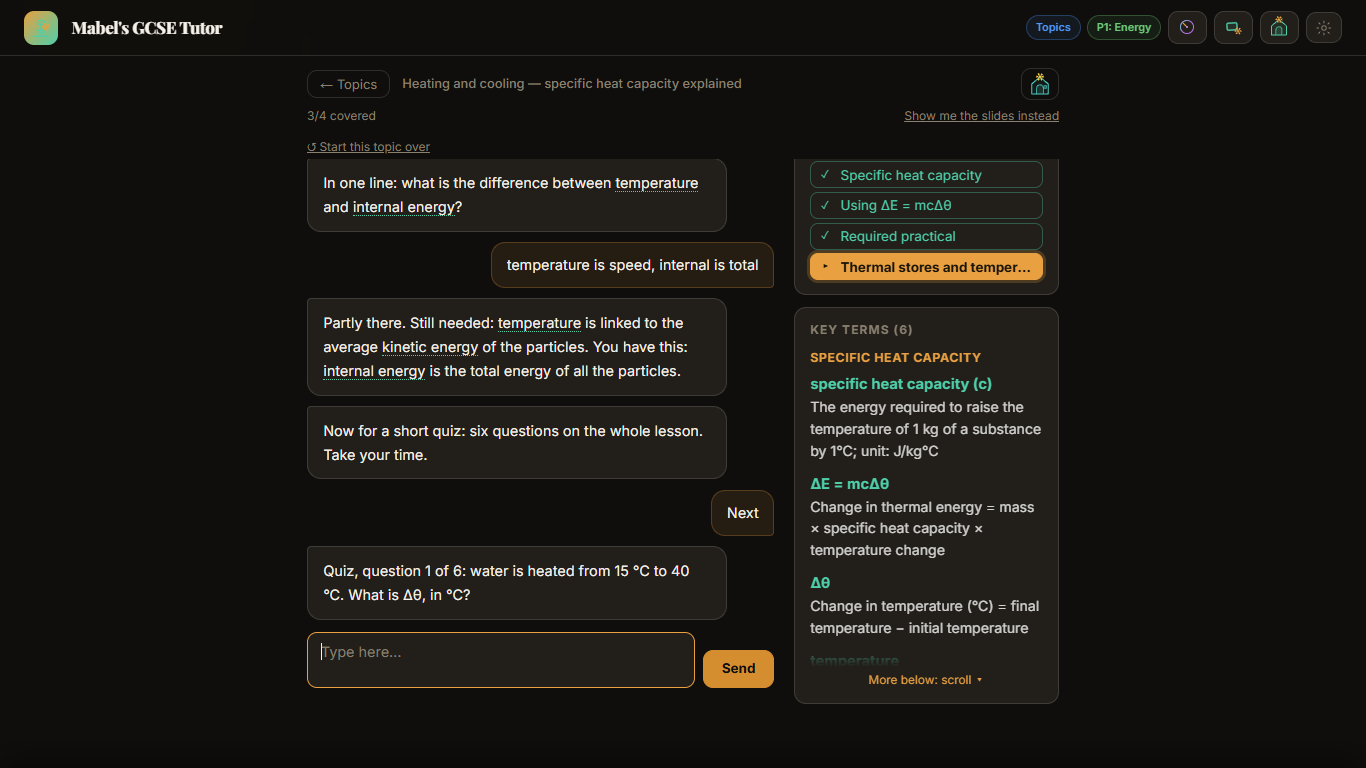 Mabel's GCSE Tutor
Topics
P1: Energy
← Topics
Heating and cooling — specific heat capacity explained
3/4 covered
Show me the slides instead
↺ Start this topic over
In one line: what is the difference between temperature
and internal energy?
temperature is speed, internal is total
Partly there. Still needed: temperature is linked to the
average kinetic energy of the particles. You have this:
internal energy is the total energy of all the particles.
Now for a short quiz: six questions on the whole lesson.
Take your time.
Next
Quiz, question 1 of 6: water is heated from 15 °C to 40
°C. What is Δθ, in °C?
Type here...
Send
✓ Specific heat capacity
✓ Using ΔE = mcΔθ
✓ Required practical
▸ Thermal stores and temper...
KEY TERMS (6)
SPECIFIC HEAT CAPACITY
specific heat capacity (c)
The energy required to raise the
temperature of 1 kg of a substance
by 1°C; unit: J/kg°C
ΔE = mcΔθ
Change in thermal energy = mass
× specific heat capacity ×
temperature change
Δθ
Change in temperature (°C) = final
temperature − initial temperature
temperature
More below: scroll ▾